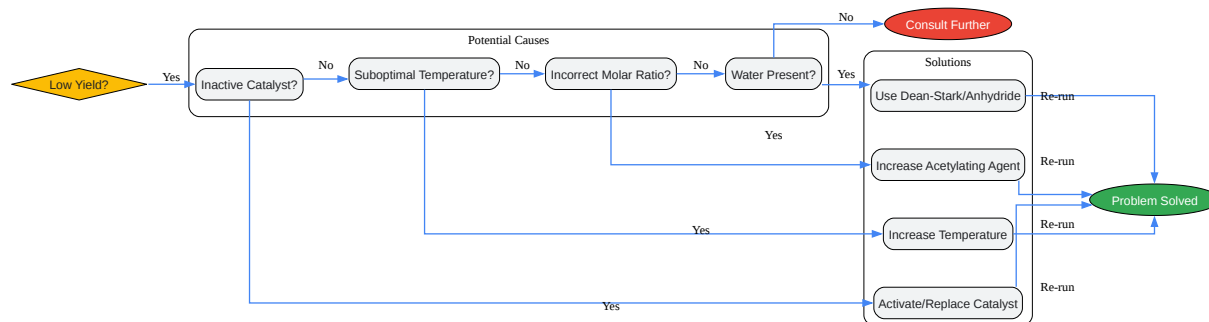 No
Consult Further
Potential Causes
Low Yield?
Yes
Inactive Catalyst?
No
Suboptimal Temperature?
No
Incorrect Molar Ratio?
No
Water Present?
Yes
Solutions
Use Dean-Stark/Anhydride
Re-run
Yes
Increase Acetylating Agent
Re-run
Problem Solved
Yes
Increase Temperature
Re-run
Yes
Activate/Replace Catalyst
Re-run